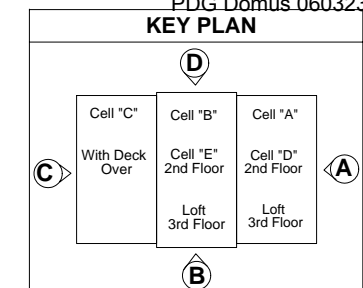 PDG Domus 060323
KEY PLAN
D
Cell "C"
With Deck
Over
Cell "B"
Cell "E"
2nd Floor
Loft
3rd Floor
Cell "A"
Cell "D"
2nd Floor
Loft
3rd Floor
C
A
B